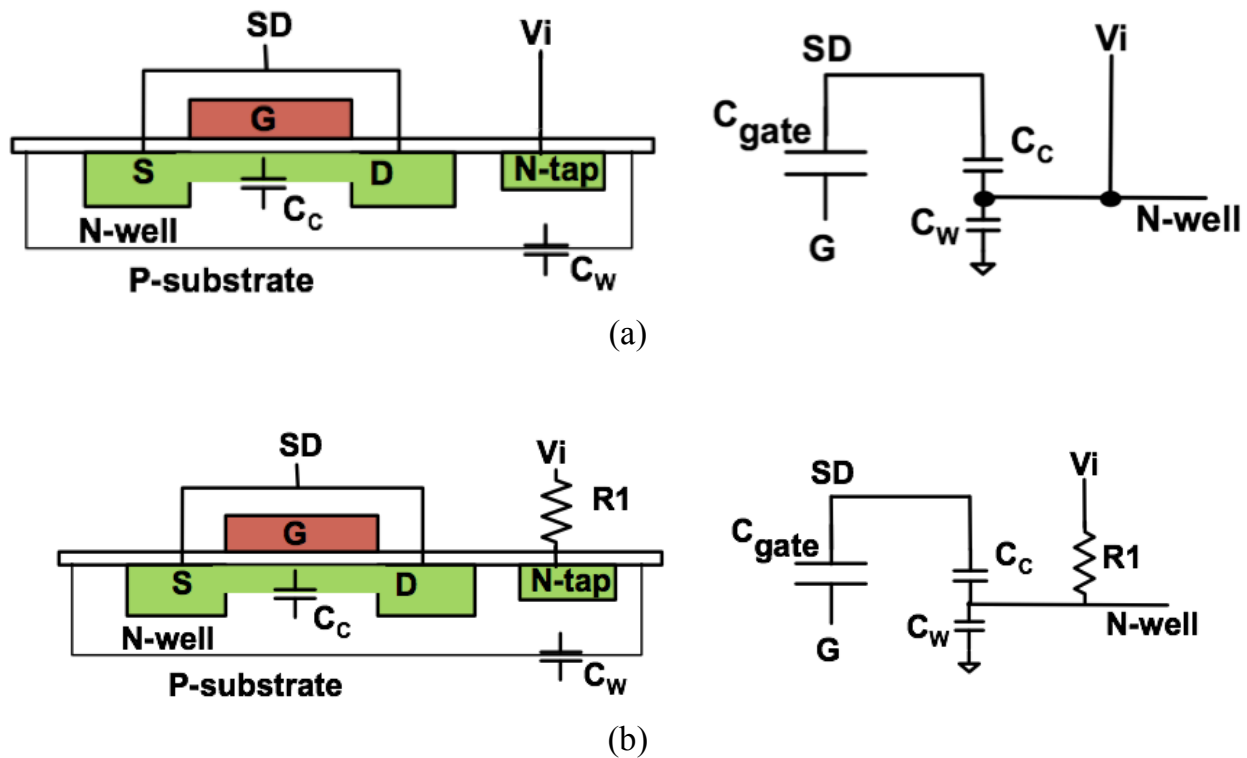 SD Vi
G
S D N-tap
C_C
N-well
C_W
P-substrate
SD Vi
C_gate
C_C
C_W N-well
G
(a)
SD Vi
R1
G
S D N-tap
C_C
N-well
C_W
P-substrate
SD Vi
C_gate
C_C R1
C_W N-well
G
(b)